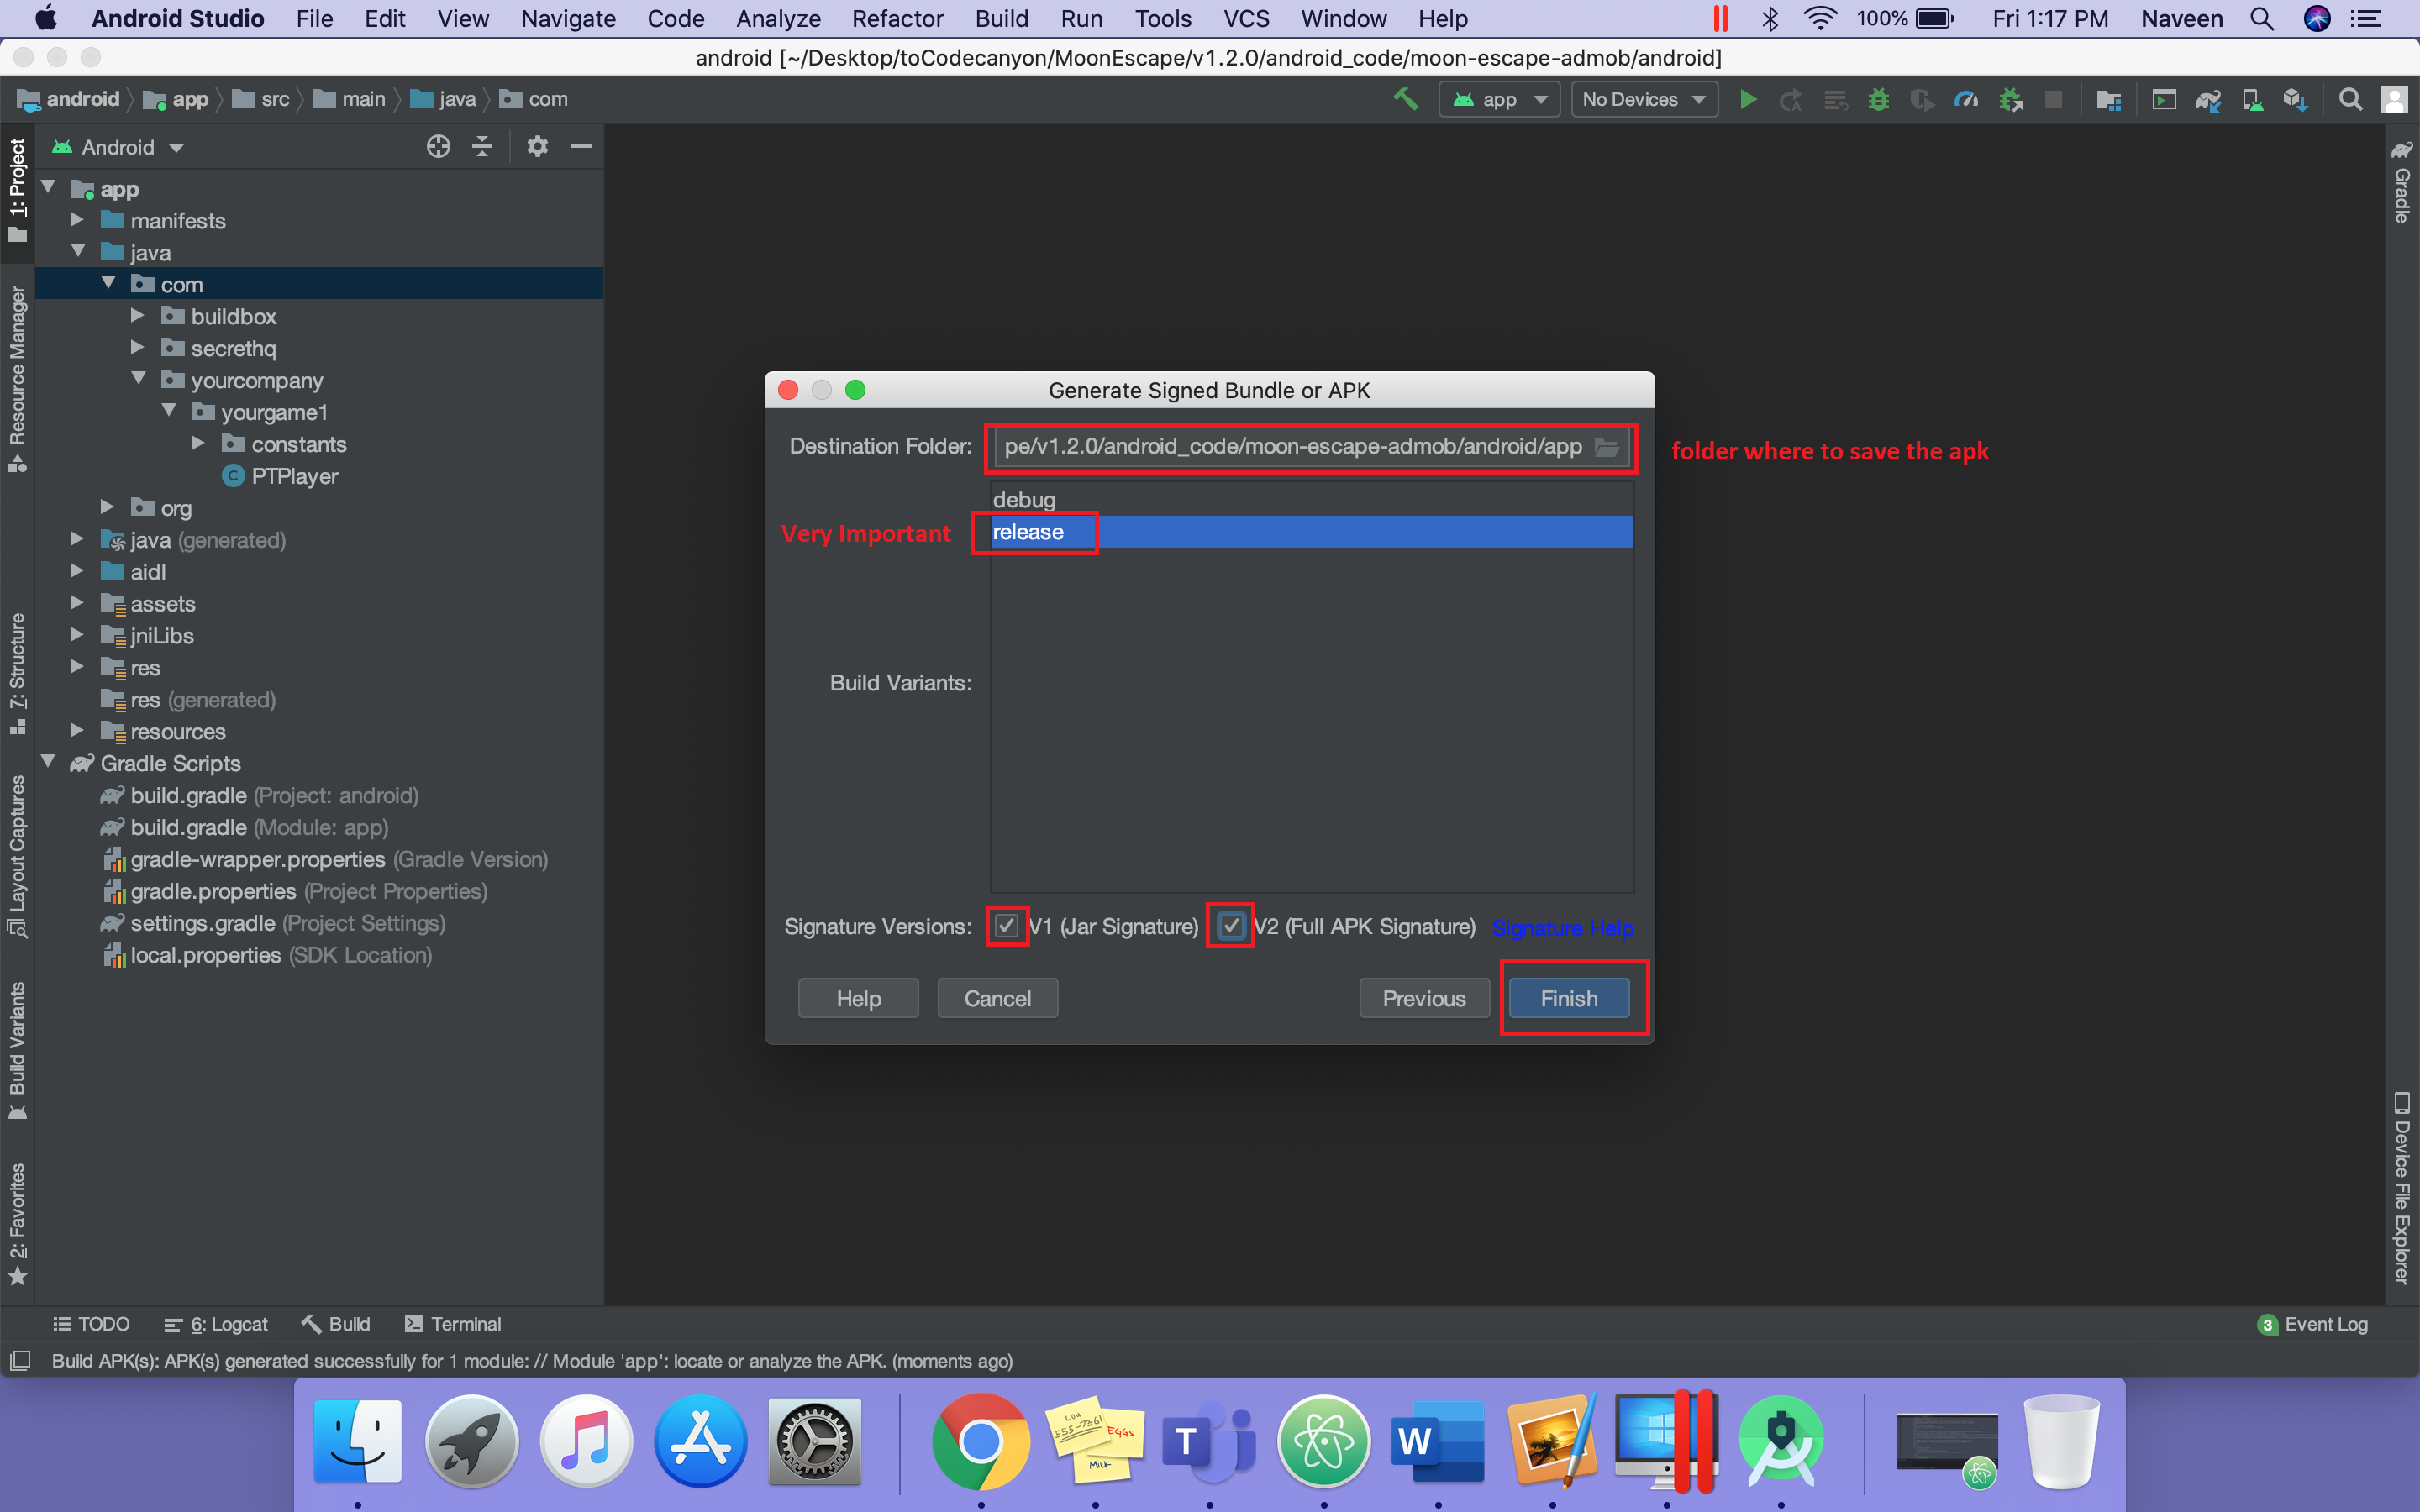 Android Studio File Edit View Navigate Code Analyze Refactor Build Run Tools VCS Window Help 100% Fri 1:17 PM Naveen
android [~/Desktop/toCodecanyon/MoonEscape/v1.2.0/android_code/moon-escape-admob/android]
android app src main java com app No Devices
1: Project
Resource Manager
7: Structure
Layout Captures
Build Variants
2: Favorites
Android
app
manifests
java
com
buildbox
secrethq
yourcompany
yourgame1
constants
C PTPlayer
org
java (generated)
aidl
assets
jniLibs
res
res (generated)
resources
Gradle Scripts
build.gradle (Project: android)
build.gradle (Module: app)
gradle-wrapper.properties (Gradle Version)
gradle.properties (Project Properties)
settings.gradle (Project Settings)
local.properties (SDK Location)
Generate Signed Bundle or APK
Destination Folder: pe/v1.2.0/android_code/moon-escape-admob/android/app folder where to save the apk
debug
Very Important release
Build Variants:
Signature Versions: V1 (Jar Signature) V2 (Full APK Signature) Signature Help
Help Cancel Previous Finish
Gradle
Device File Explorer
TODO 6: Logcat Build Terminal 3 Event Log
Build APK(s): APK(s) generated successfully for 1 module: // Module 'app': locate or analyze the APK. (moments ago)
LOU
555-7361
EGGS
MILK
T
W